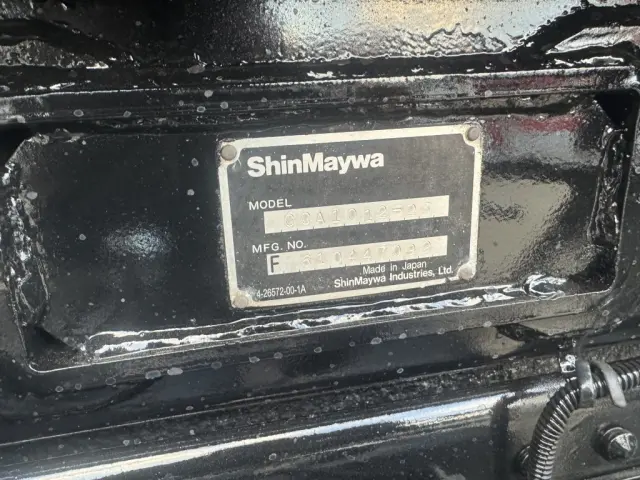 ShinMaywa
MODEL
MFG. NO.
F
Made in Japan
4-26572-00-1A
ShinMaywa Industries, Ltd.